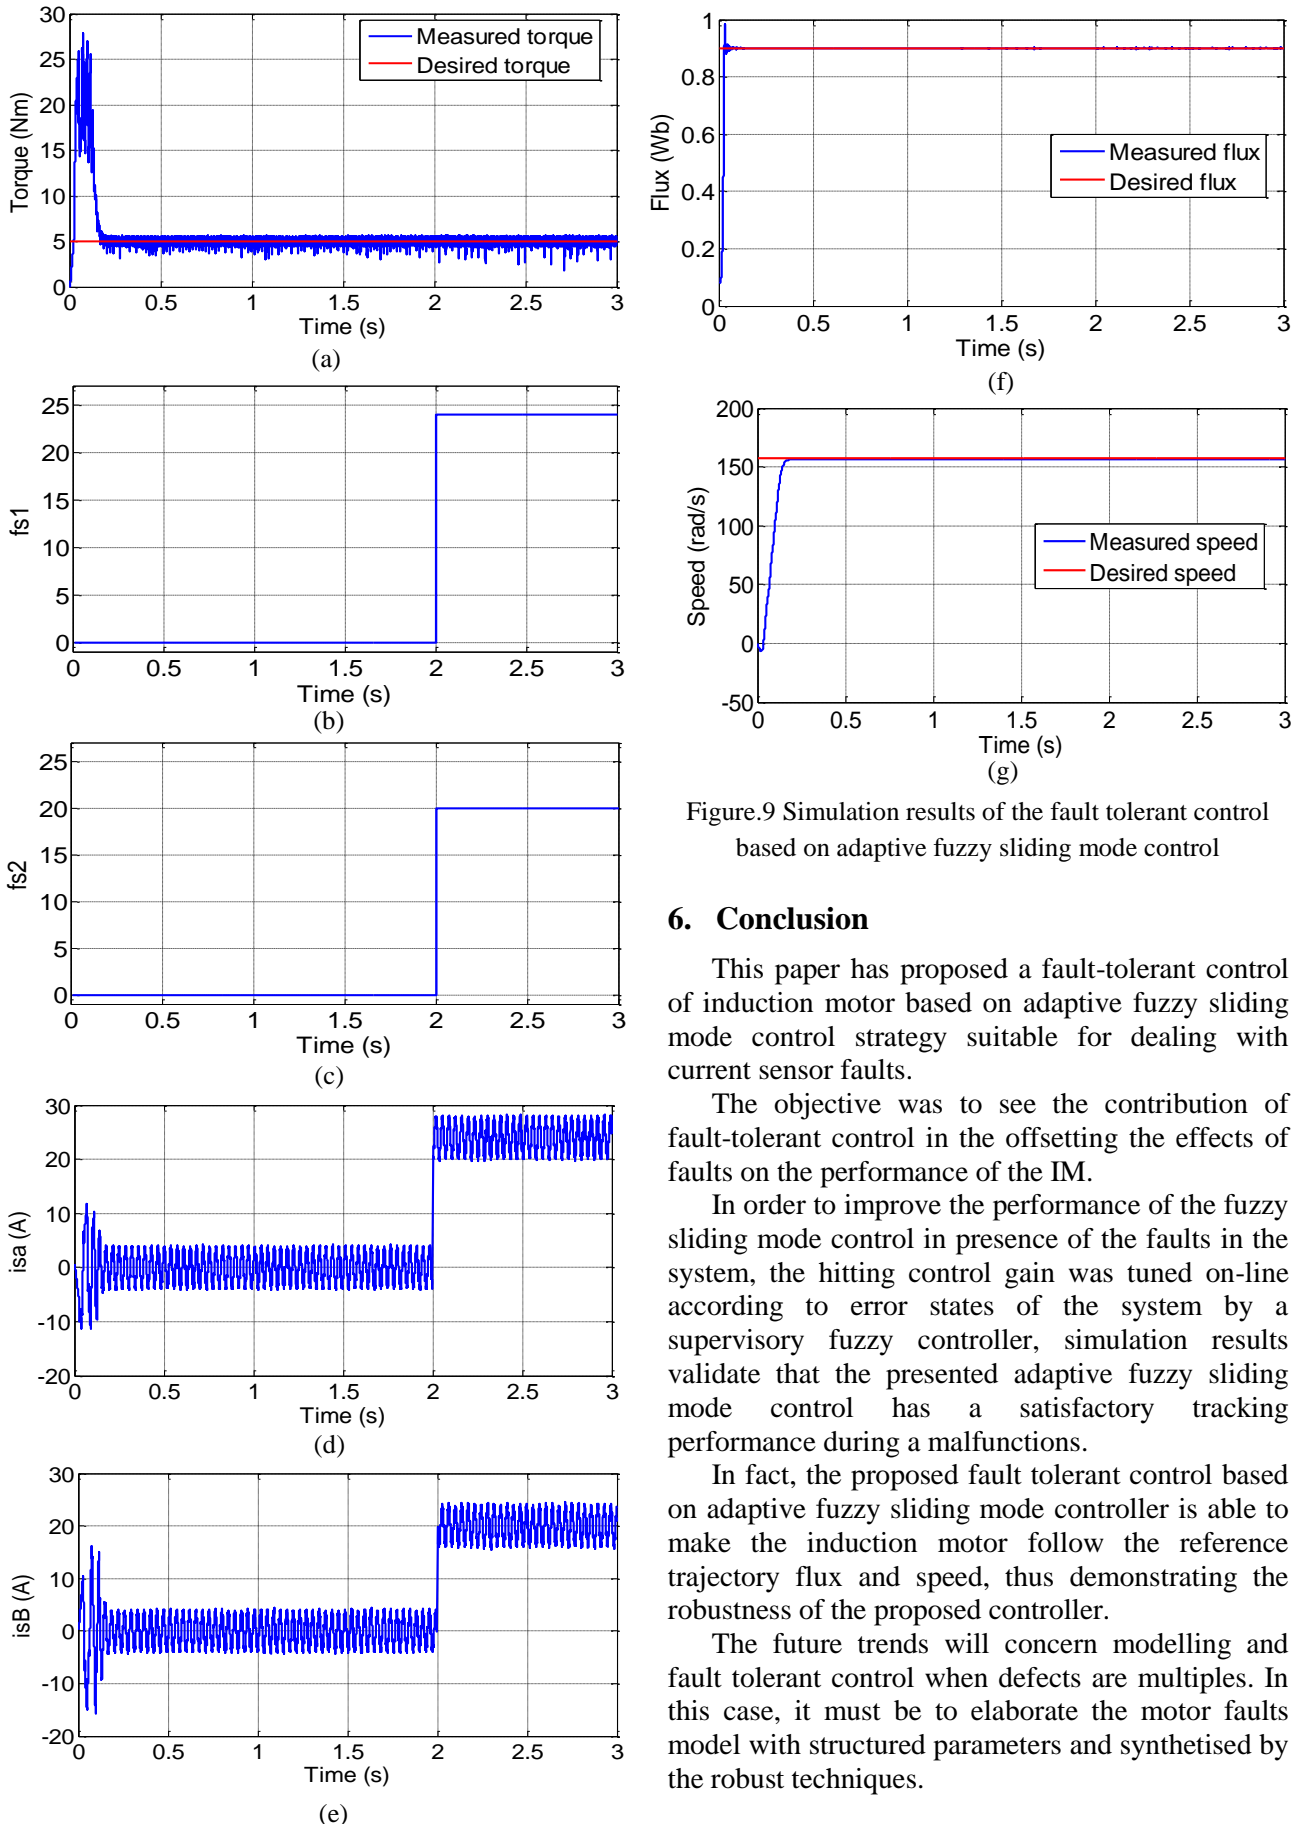 30
25
20
15
10
5
0
Torque (Nm)
Measured torque
Desired torque
0 0.5 1 1.5 2 2.5 3
Time (s)
(a)
25
20
15
10
5
0
fs1
0 0.5 1 1.5 2 2.5 3
Time (s)
(b)
25
20
15
10
5
0
fs2
0 0.5 1 1.5 2 2.5 3
Time (s)
(c)
30
20
10
0
-10
-20
isa (A)
0 0.5 1 1.5 2 2.5 3
Time (s)
(d)
30
20
10
0
-10
-20
isB (A)
0 0.5 1 1.5 2 2.5 3
Time (s)
(e)
1
0.8
0.6
0.4
0.2
0
Flux (Wb)
Measured flux
Desired flux
0 0.5 1 1.5 2 2.5 3
Time (s)
(f)
200
150
100
50
0
-50
Speed (rad/s)
Measured speed
Desired speed
0 0.5 1 1.5 2 2.5 3
Time (s)
(g)
Figure.9 Simulation results of the fault tolerant control
based on adaptive fuzzy sliding mode control
6. Conclusion
This paper has proposed a fault-tolerant control
of induction motor based on adaptive fuzzy sliding
mode control strategy suitable for dealing with
current sensor faults.
The objective was to see the contribution of
fault-tolerant control in the offsetting the effects of
faults on the performance of the IM.
In order to improve the performance of the fuzzy
sliding mode control in presence of the faults in the
system, the hitting control gain was tuned on-line
according to error states of the system by a
supervisory fuzzy controller, simulation results
validate that the presented adaptive fuzzy sliding
mode control has a satisfactory tracking
performance during a malfunctions.
In fact, the proposed fault tolerant control based
on adaptive fuzzy sliding mode controller is able to
make the induction motor follow the reference
trajectory flux and speed, thus demonstrating the
robustness of the proposed controller.
The future trends will concern modelling and
fault tolerant control when defects are multiples. In
this case, it must be to elaborate the motor faults
model with structured parameters and synthetised by
the robust techniques.